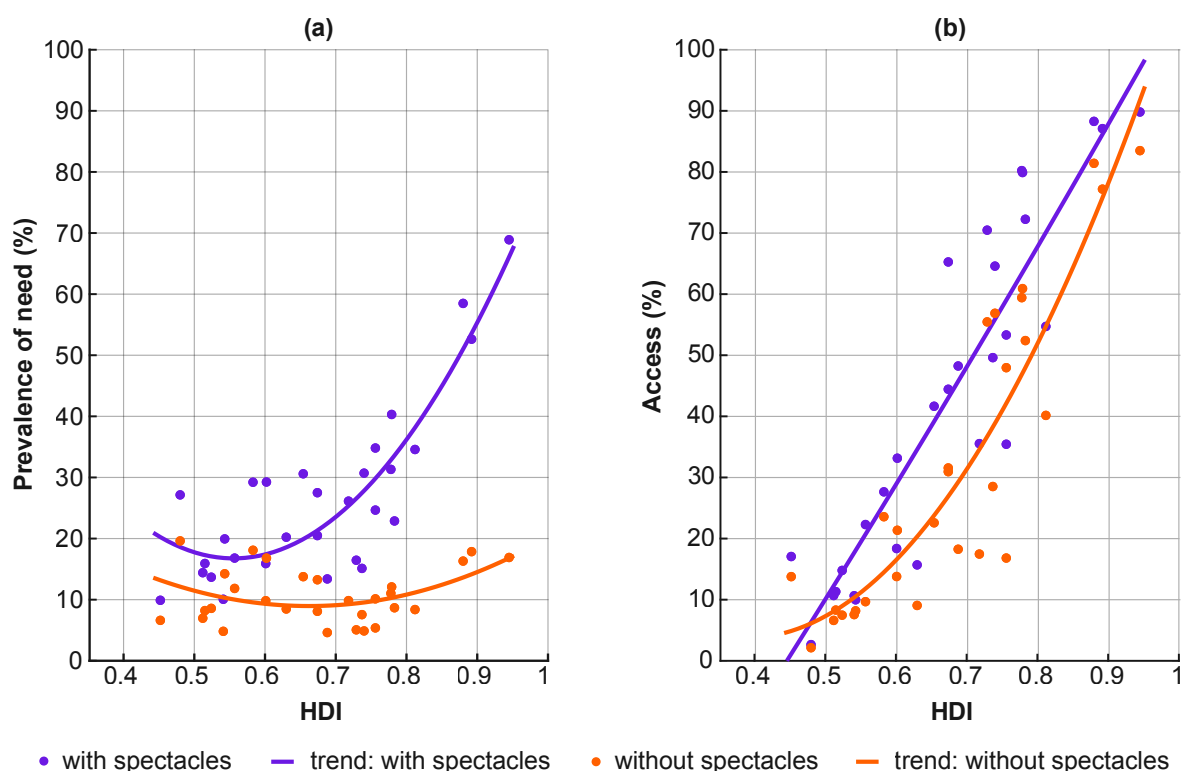 (a)
100
90
80
70
60
50
40
30
20
10
0
Prevalence of need (%)
0.4 0.5 0.6 0.7 0.8 0.9 1
HDI
(b)
100
90
80
70
60
50
40
30
20
10
0
Access (%)
0.4 0.5 0.6 0.7 0.8 0.9 1
HDI
with spectacles trend: with spectacles without spectacles trend: without spectacles